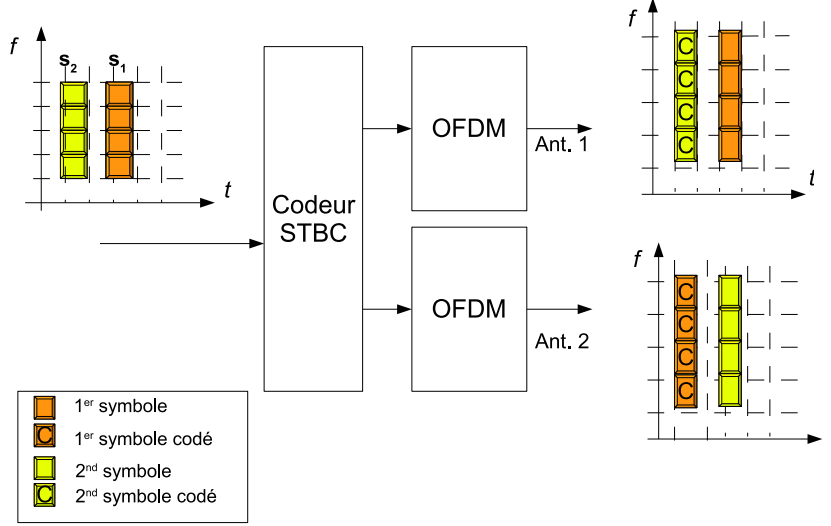 f
s2 s1
t
Codeur
STBC
OFDM
Ant. 1
OFDM
Ant. 2
f
C
C
C
C
t
f
C
C
C
C
1er symbole
C 1er symbole codé
2nd symbole
C 2nd symbole codé